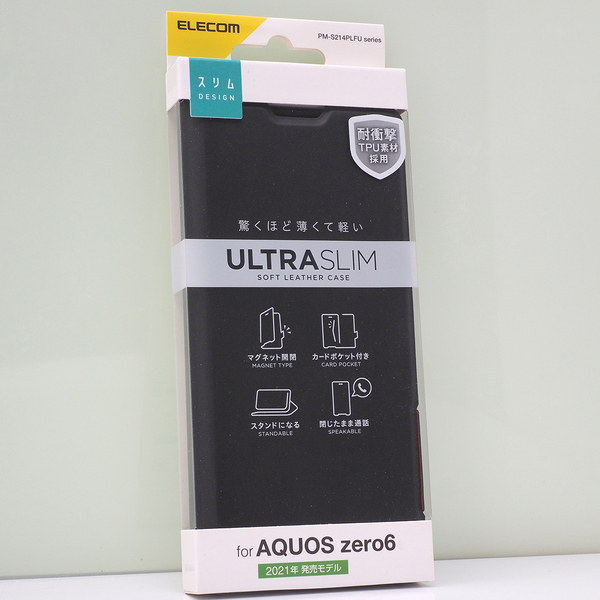 ELECOM
PM-S214PLFU series
スリム
DESIGN
耐衝撃
TPU素材
採用
驚くほど薄くて軽い
ULTRASLIM
SOFT LEATHER CASE
マグネット開閉
MAGNET TYPE
カードポケット付き
CARD POCKET
スタンドになる
STANDABLE
閉じたまま通話
SPEAKABLE
for AQUOS zero6
2021年 発売モデル